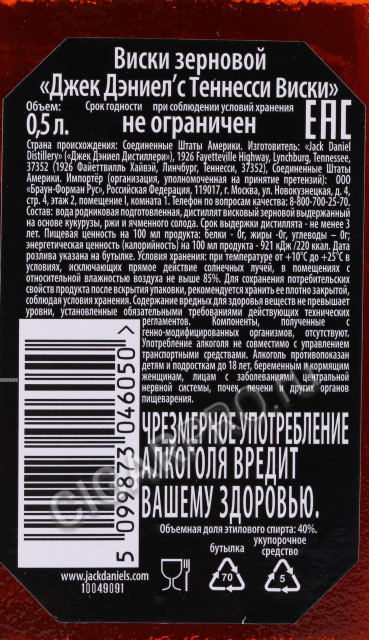 Виски зерновой
«Джек Дэниел’с Теннесси Виски»
Объем: Срок годности при соблюдении условий хранения
0,5 л. не ограничен EAC
Страна происхождения: Соединенные Штаты Америки. Изготовитель: «Jack Daniel
Distillery» («Джек Дэниел Дистиллери»), 1926 Fayetteville Highway, Lynchburg, Tennessee,
37352 (1926 Файеттвилль Хайвэй, Линчбург, Теннесси, 37352), Соединенные Штаты
Америки. Импортёр (организация, уполномоченная на принятие претензий): ООО
«Браун-Форман Рус», Российская Федерация, 119017, г. Москва, ул. Новокузнецкая, д. 4,
стр. 4, этаж 2, помещение I, комната 1. Телефон по вопросам качества: 8-800-700-25-70.
Состав: вода родниковая подготовленная, дистиллят висковый зерновой выдержанный
на основе кукурузы, ржи и ячменного солода. Срок выдержки дистиллята - не менее 3
лет. Пищевая ценность на 100 мл продукта: белки - 0г, жиры - 0г, углеводы – 0г;
энергетическая ценность (калорийность) на 100 мл продукта - 921 кДж /220 ккал. Дата
розлива указана на бутылке. Условия хранения: при температуре от +10°С до +25°С в
условиях, исключающих прямое действие солнечных лучей, в помещениях с
относительной влажностью воздуха не выше 85%. Для сохранения потребительских
свойств продукта после вскрытия упаковки, рекомендуется хранить ее плотно закрытой,
соблюдая условия хранения. Содержание вредных для здоровья веществ не превышает
уровни, установленные обязательными требованиями действующих технических
регламентов. Компоненты, полученные с
генно-модифицированных организмов, отсутствуют.
Употребление алкоголя не совместимо с управлением
транспортными средствами. Алкоголь противопоказан
детям и подросткам до 18 лет, беременным и кормящим
женщинам, лицам с заболеваниями центральной
нервной системы, почек, печени и других органов
пищеварения.
ЧРЕЗМЕРНОЕ УПОТРЕБЛЕНИЕ
АЛКОГОЛЯ ВРЕДИТ
ВАШЕМУ ЗДОРОВЬЮ.
5 099873 046050 >
Объемная доля этилового спирта: 40%.
бутылка укупорочное
средство
70 5
www.jackdaniels.com
10049091